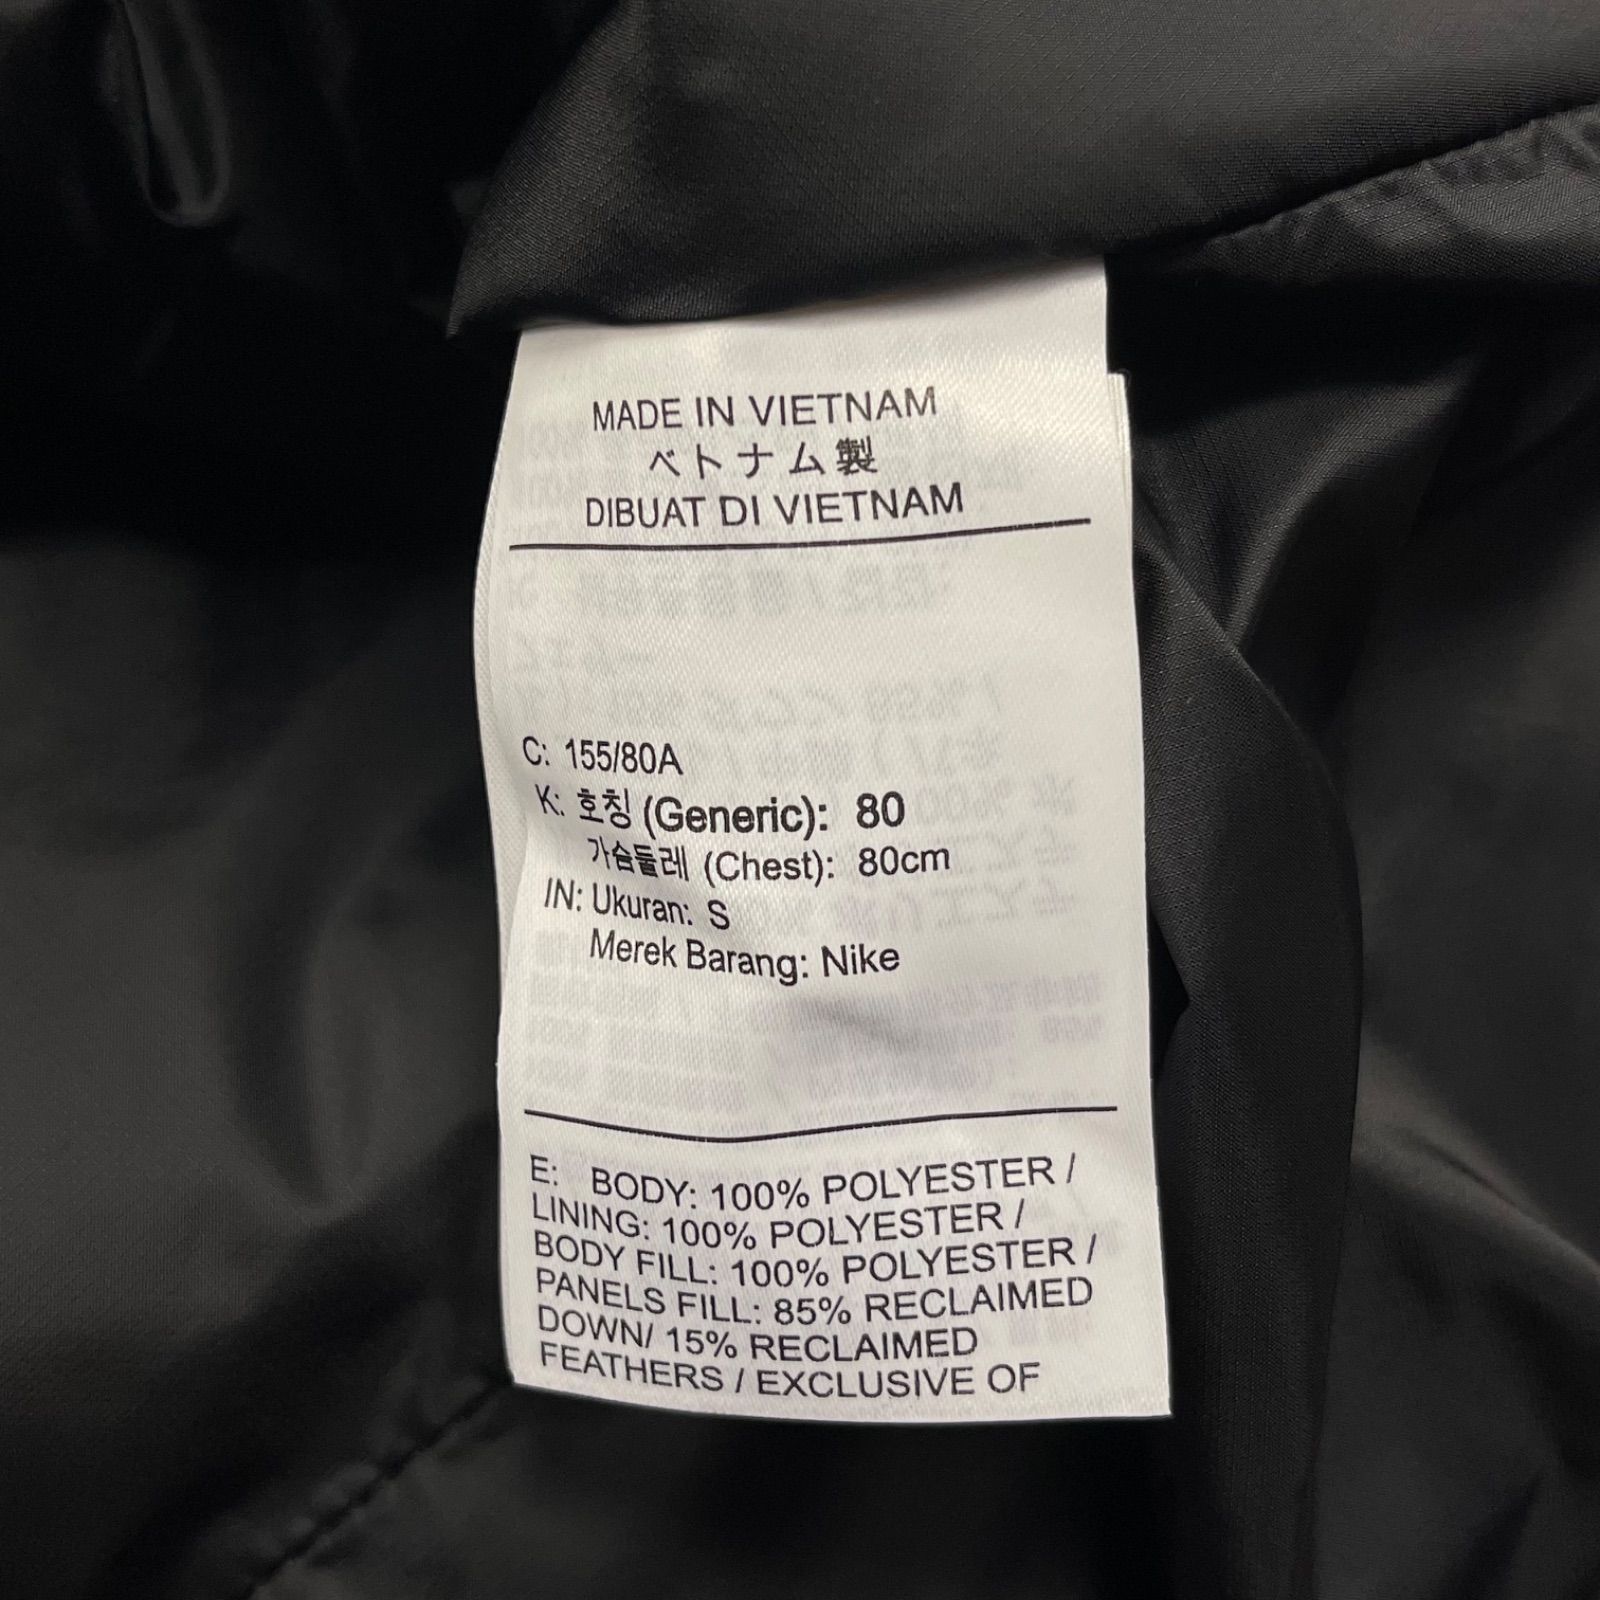 MADE IN VIETNAM
ベトナム製
DIBUAT DI VIETNAM
C: 155/80A
K: 호칭 (Generic): 80
가슴둘레 (Chest): 80cm
IN: Ukuran: S
Merek Barang: Nike
E: BODY: 100% POLYESTER /
LINING: 100% POLYESTER /
BODY FILL: 100% POLYESTER /
PANELS FILL: 85% RECLAIMED
DOWN/ 15% RECLAIMED
FEATHERS / EXCLUSIVE OF